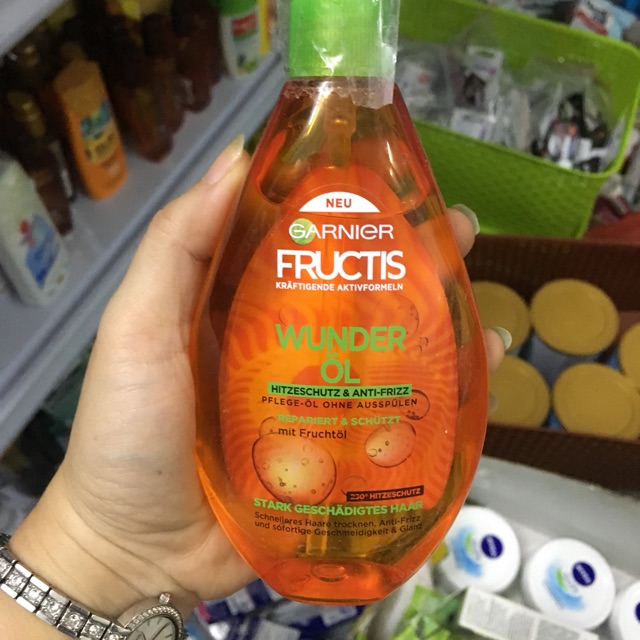 NEU
GARNIER
FRUCTIS
KRÄFTIGENDE AKTIVFORMELN
WUNDER
ÖL
HITZESCHUTZ & ANTI-FRIZZ
PFLEGE-ÖL OHNE AUSSPÜLEN
REPARIERT & SCHÜTZT
mit Fruchtöl
230° HITZESCHUTZ
STARK GESCHÄDIGTES HAAR
Schnelleres Haare trocknen, Anti-Frizz
und sofortige Geschmeidigkeit & Glanz
NIVEA